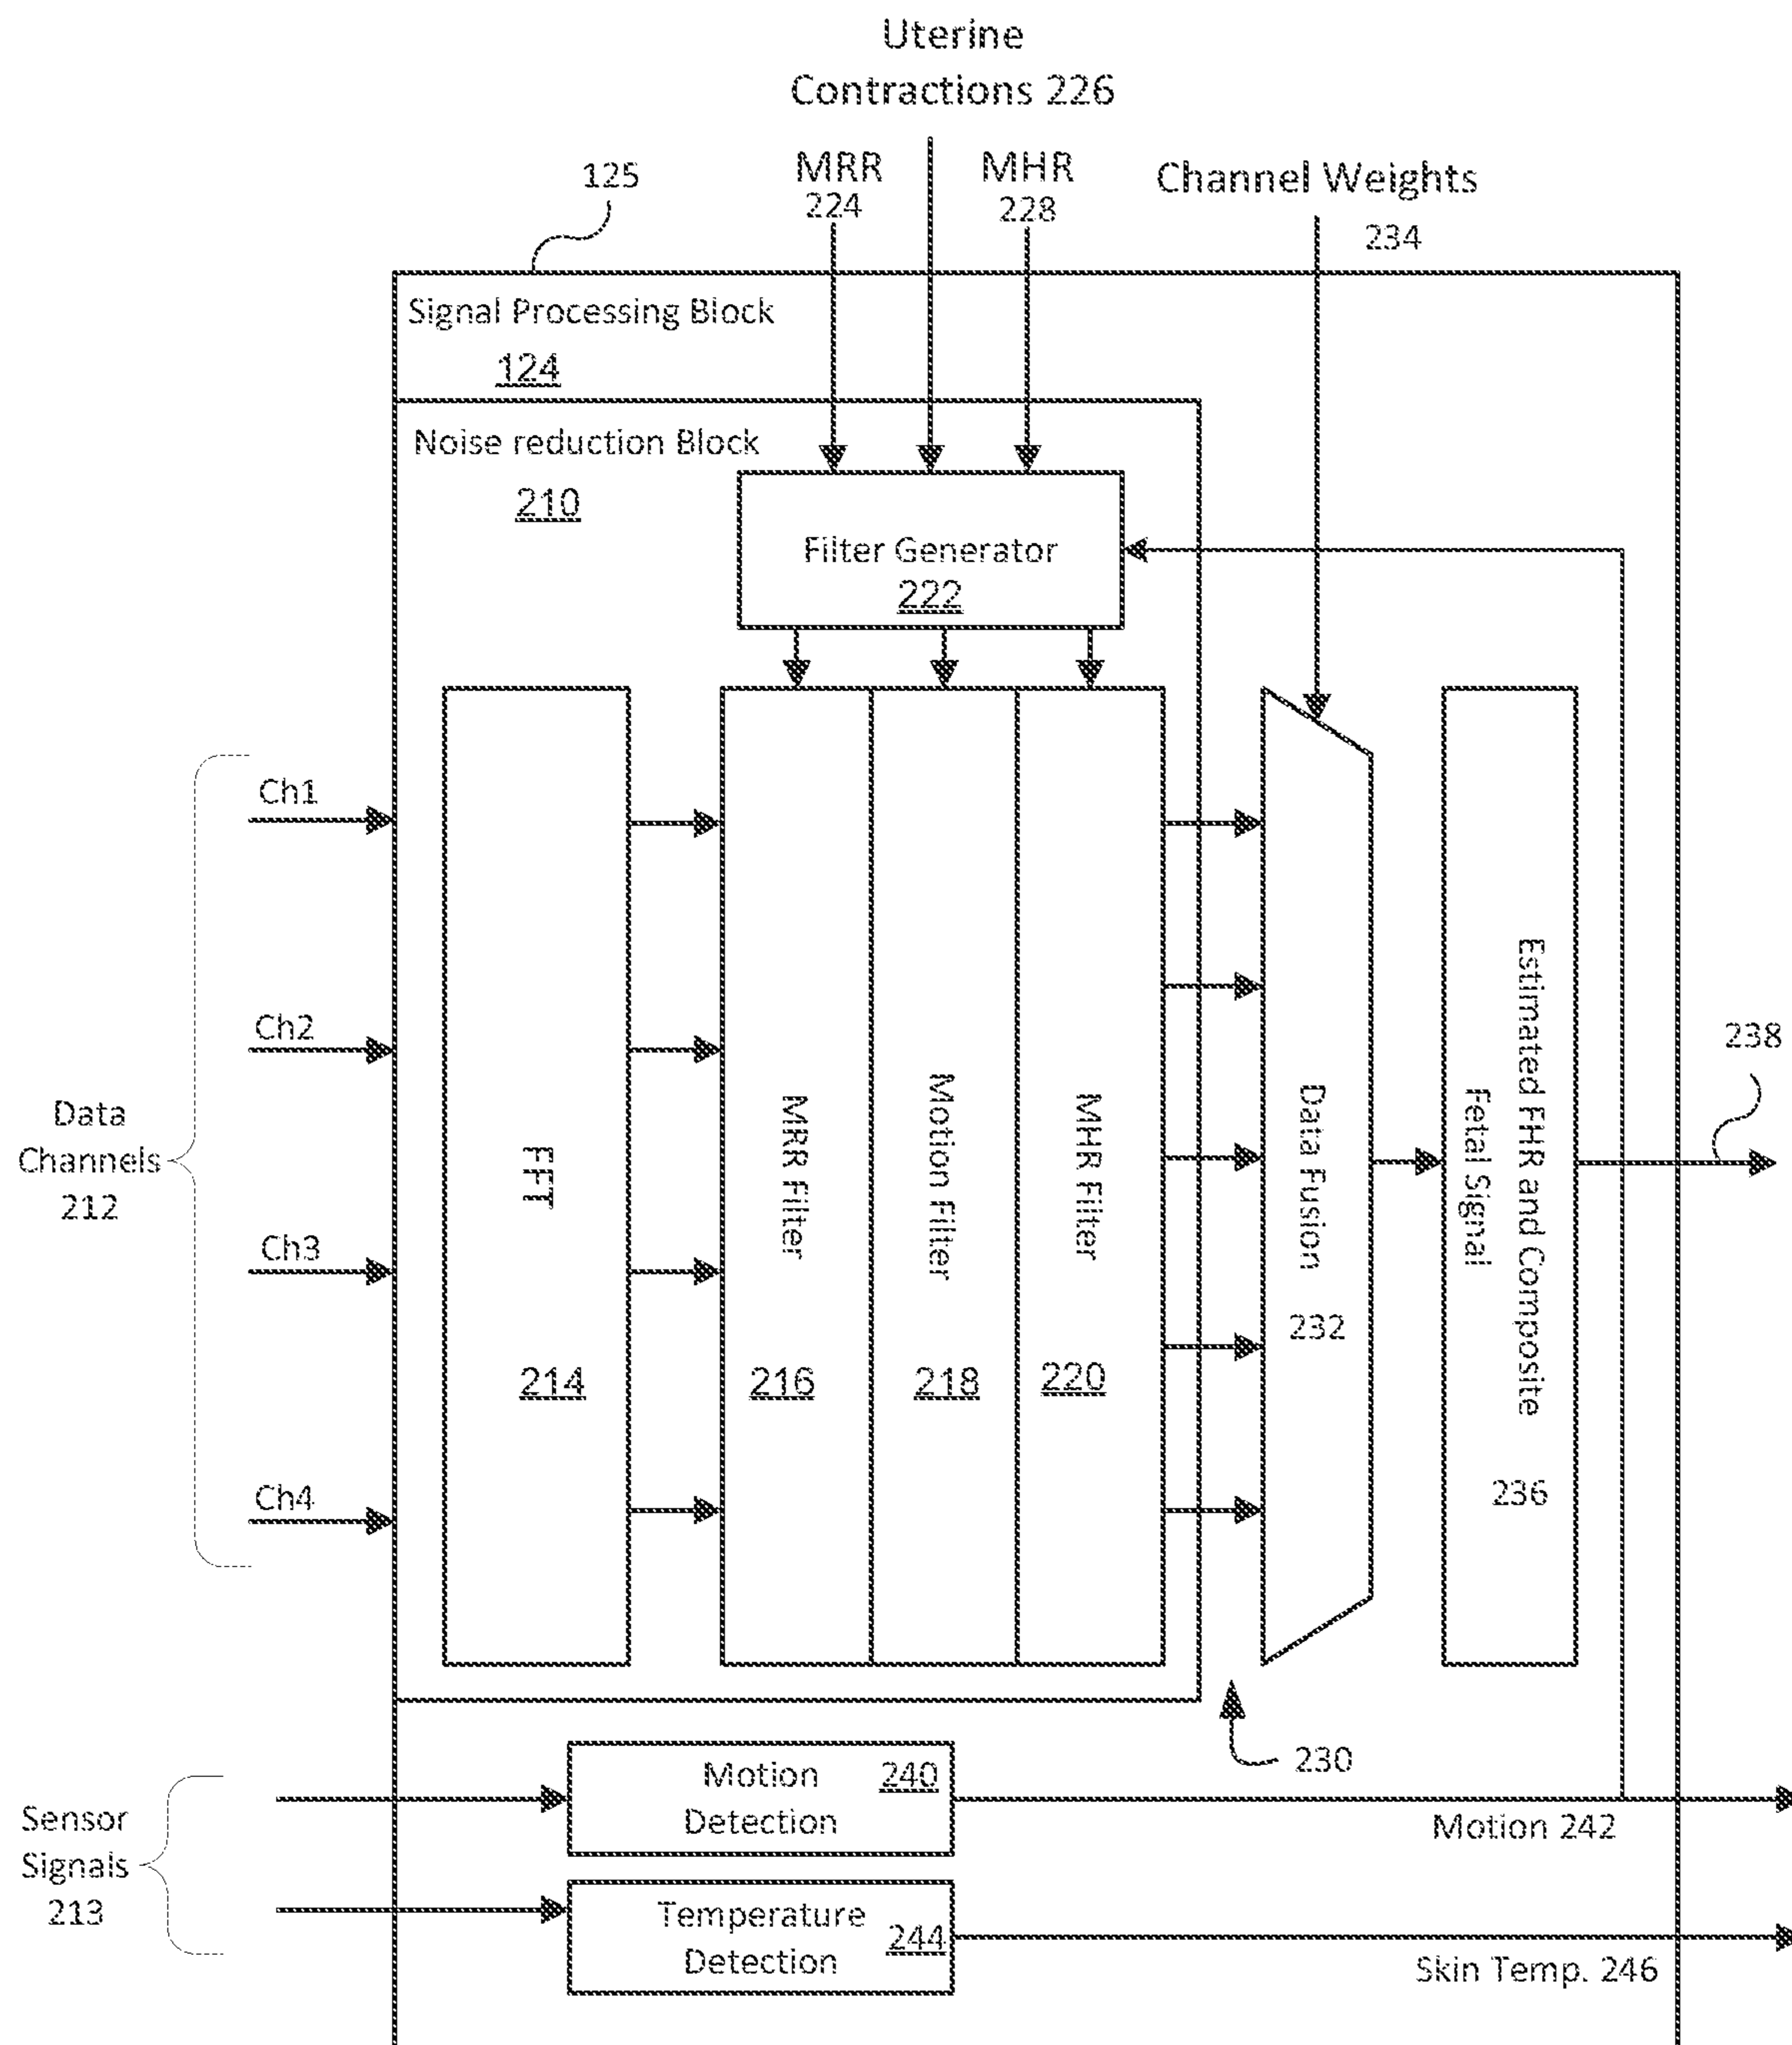 Uterine
Contractions 226
MRR
224
MHR
228
Channel Weights
234
125
Signal Processing Block
124
Noise reduction Block
210
Filter Generator
222
Data
Channels
212
Ch1
Ch2
Ch3
Ch4
FFT
214
MRR Filter
216
Motion Filter
218
MHR Filter
220
Data Fusion
232
Estimated FHR and Composite
Fetal Signal
236
238
230
Sensor
Signals
213
Motion 240
Detection
Motion 242
Temperature
Detection 244
Skin Temp. 246